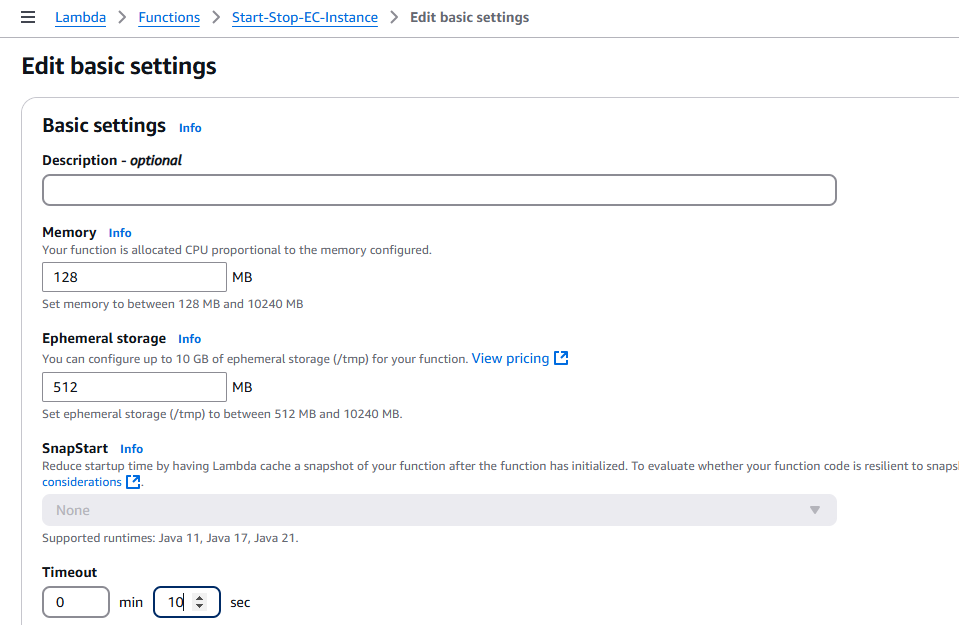 Lambda > Functions > Start-Stop-EC-Instance > Edit basic settings
Edit basic settings
Basic settings Info
Description - optional
Memory Info
Your function is allocated CPU proportional to the memory configured.
128 MB
Set memory to between 128 MB and 10240 MB
Ephemeral storage Info
You can configure up to 10 GB of ephemeral storage (/tmp) for your function. View pricing
512 MB
Set ephemeral storage (/tmp) to between 512 MB and 10240 MB.
SnapStart Info
Reduce startup time by having Lambda cache a snapshot of your function after the function has initialized. To evaluate whether your function code is resilient to snaps
considerations .
None
Supported runtimes: Java 11, Java 17, Java 21.
Timeout
0 min 10 sec